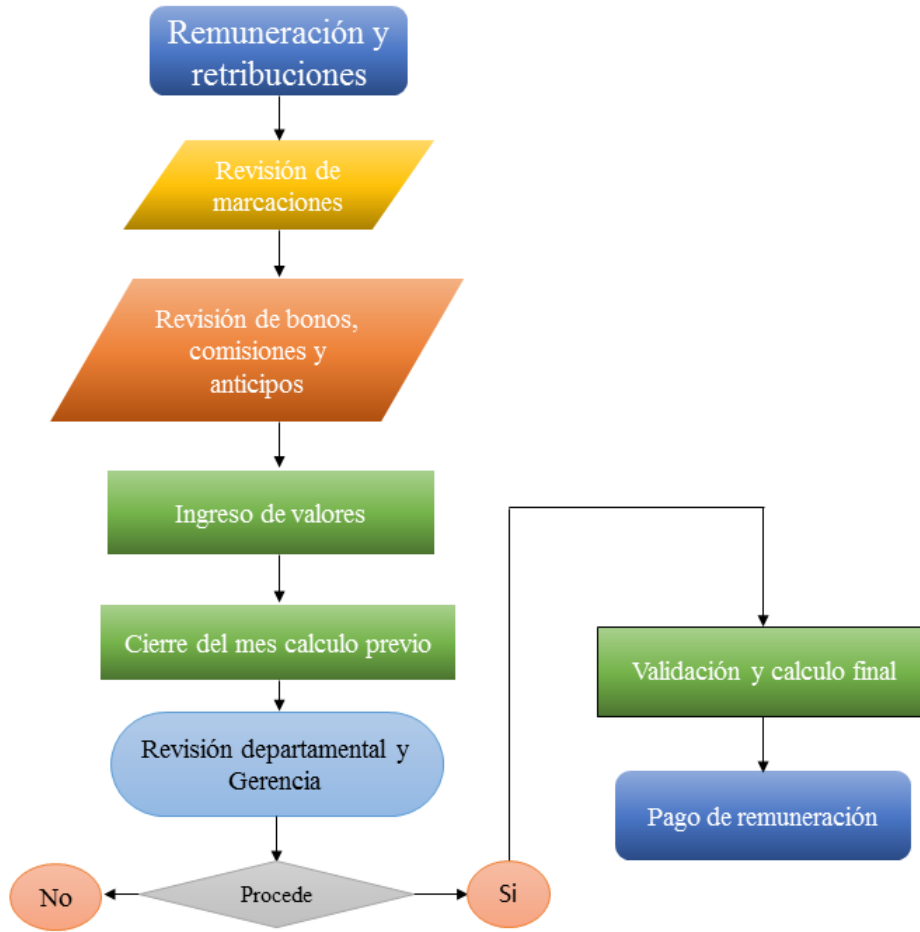 Remuneración y
retribuciones
Revisión de
marcaciones
Revisión de bonos,
comisiones y
anticipos
Ingreso de valores
Cierre del mes calculo previo
Revisión departamental y
Gerencia
Procede
No
Si
Validación y calculo final
Pago de remuneración